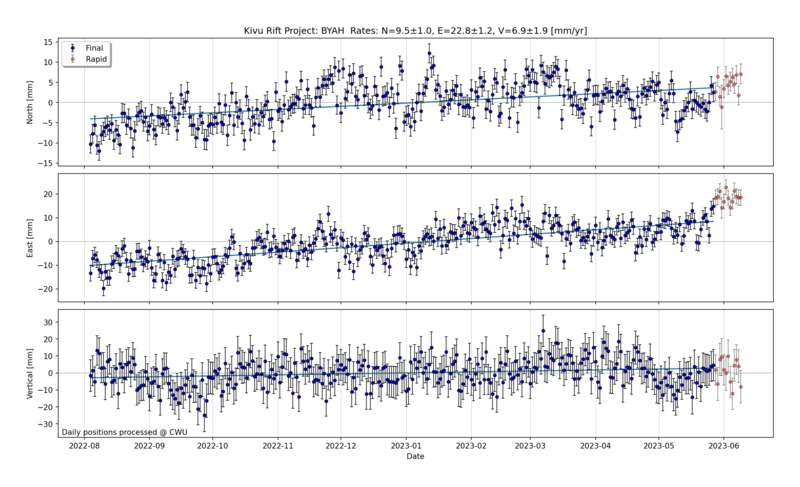 Kivu Rift Project: BYAH  Rates: N=9.5±1.0, E=22.8±1.2, V=6.9±1.9 [mm/yr]
Final
Rapid
North [mm]
15
10
5
0
−5
−10
−15
East [mm]
20
10
0
−10
−20
Vertical [mm]
30
20
10
0
−10
−20
−30
Daily positions processed @ CWU
2022-08 2022-09 2022-10 2022-11 2022-12 2023-01 2023-02 2023-03 2023-04 2023-05 2023-06
Date